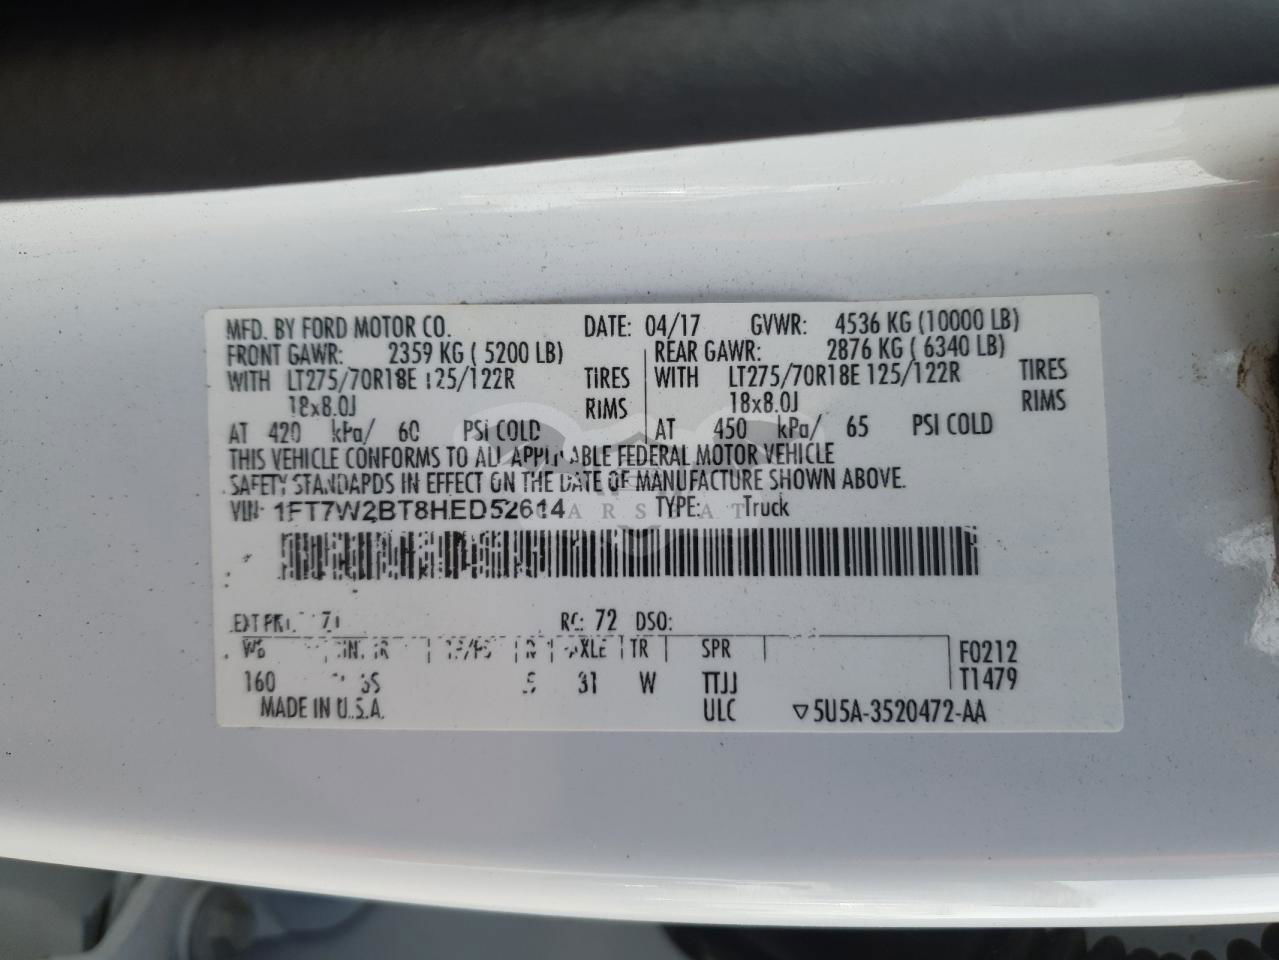 MFD. BY FORD MOTOR CO. DATE: 04/17 GVWR: 4536 KG (10000 LB)
FRONT GAWR: 2359 KG ( 5200 LB) REAR GAWR: 2876 KG ( 6340 LB)
WITH LT275/70R18E 125/122R TIRES WITH LT275/70R18E 125/122R TIRES
18x8.0J RIMS 18x8.0J RIMS
AT 420 kPa/ 60 PSI COLD AT 450 kPa/ 65 PSI COLD
THIS VEHICLE CONFORMS TO ALL APPLICABLE FEDERAL MOTOR VEHICLE
SAFETY STANDARDS IN EFFECT ON THE DATE OF MANUFACTURE SHOWN ABOVE.
VIN: 1FT7W2BT8HED52614 TYPE: Truck
EXT PNT: RC: 72 DSO:
WB AXLE TR SPR F0212
160 31 W TTJJ T1479
MADE IN U.S.A. ULC ▽5U5A-3520472-AA